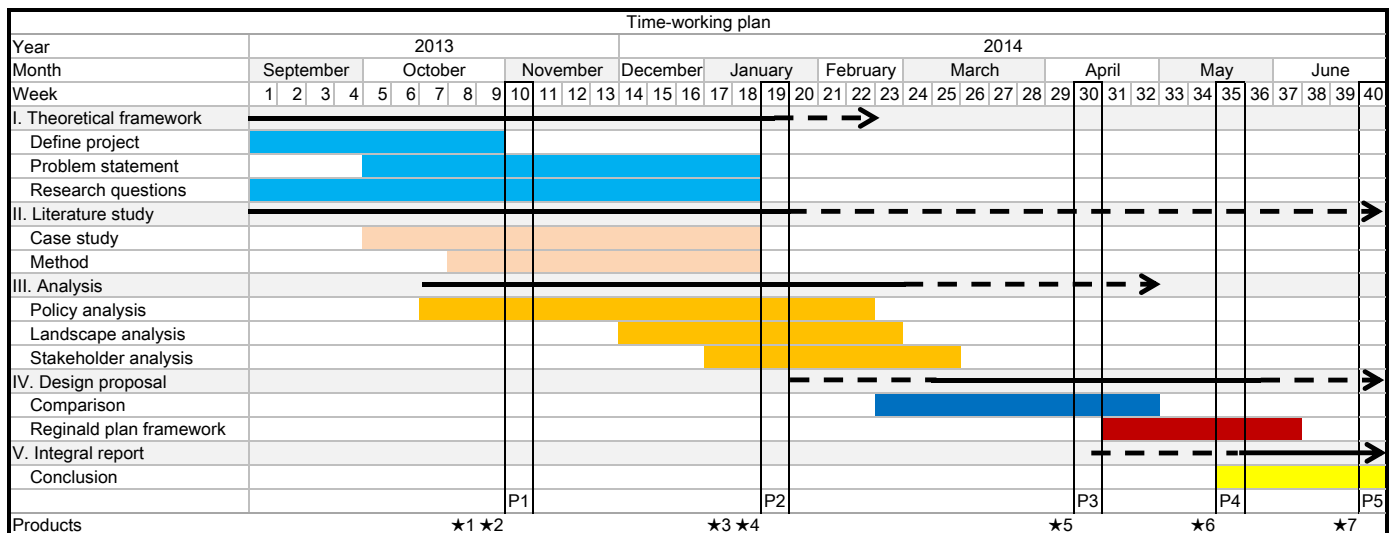 Time-working plan
Year 2013 2014
Month September October November December January February March April May June
Week 1 2 3 4 5 6 7 8 9 10 11 12 13 14 15 16 17 18 19 20 21 22 23 24 25 26 27 28 29 30 31 32 33 34 35 36 37 38 39 40
I. Theoretical framework
Define project
Problem statement
Research questions
II. Literature study
Case study
Method
III. Analysis
Policy analysis
Landscape analysis
Stakeholder analysis
IV. Design proposal
Comparison
Reginald plan framework
V. Integral report
Conclusion
P1 P2 P3 P4 P5
Products ★1 ★2 ★3 ★4 ★5 ★6 ★7